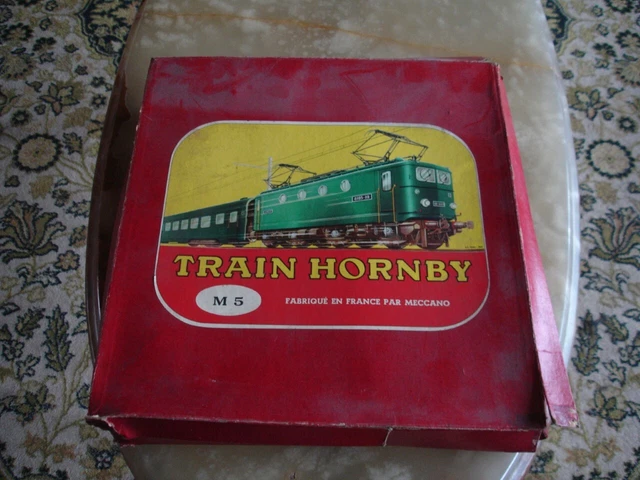 TRAIN HORNBY
M 5
FABRIQUÉ EN FRANCE PAR MECCANO